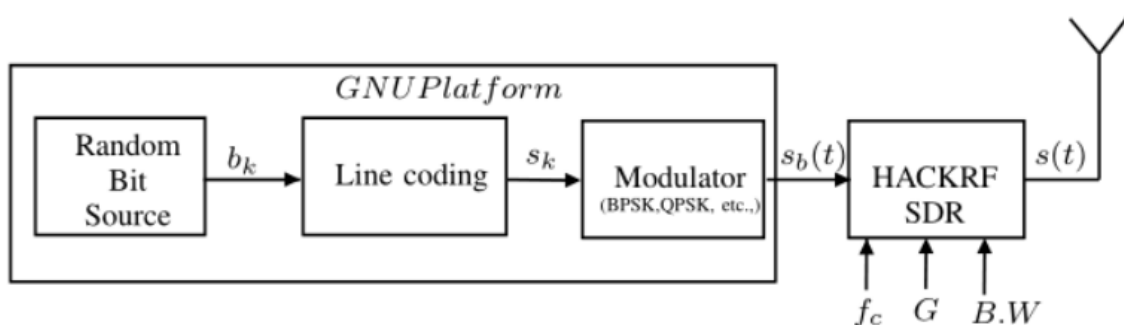 GNUPlatform
Random
Bit
Source
b_k
Line coding
s_k
Modulator
(BPSK,QPSK, etc.,)
s_b(t)
HACKRF
SDR
s(t)
f_c
G
B.W